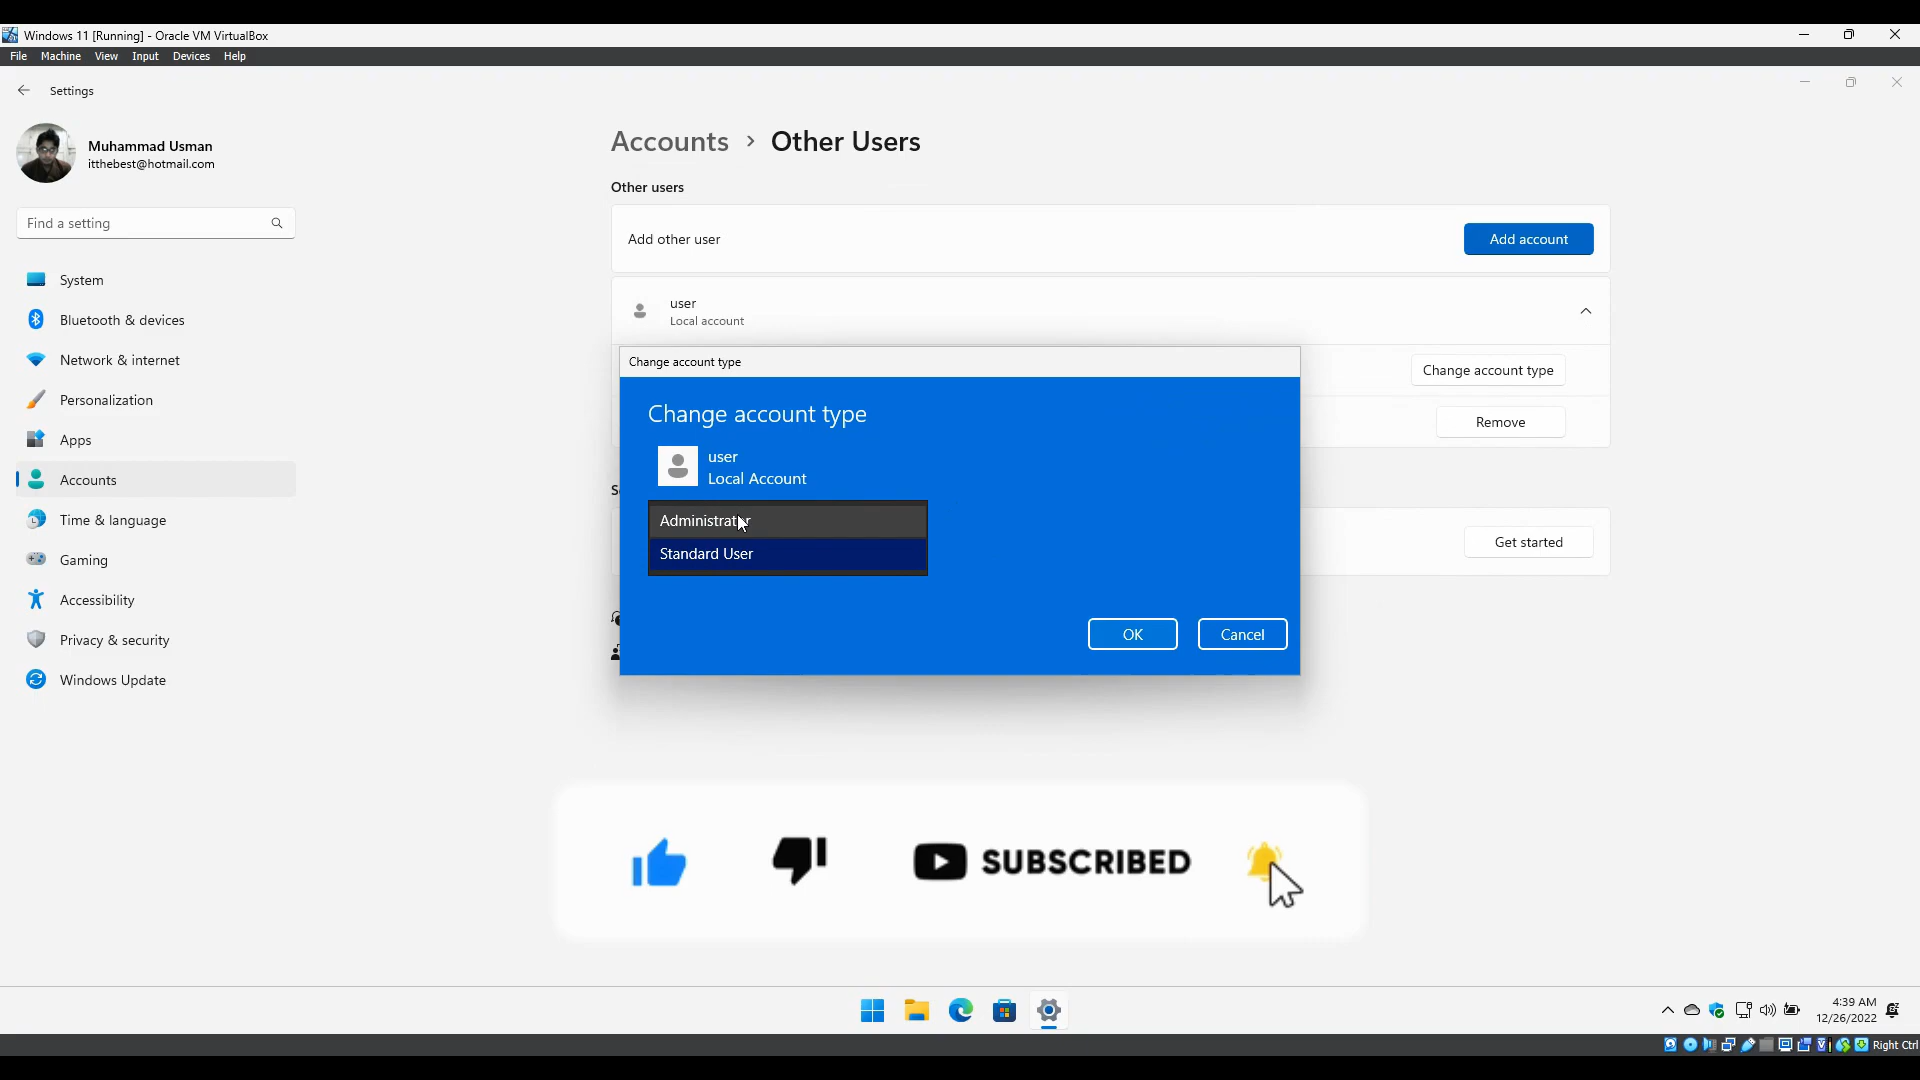 Windows 11 [Running] - Oracle VM VirtualBox
File Machine View Input Devices Help
Settings
Muhammad Usman
itthebest@hotmail.com
Find a setting
System
Bluetooth & devices
Network & internet
Personalization
Apps
Accounts
Time & language
Gaming
Accessibility
Privacy & security
Windows Update
Accounts > Other Users
Other users
Add other user
Add account
user
Local account
Change account type
Remove
Get started
Change account type
Change account type
user
Local Account
Administrator
Standard User
OK
Cancel
SUBSCRIBED
4:39 AM
12/26/2022
Right Ctrl